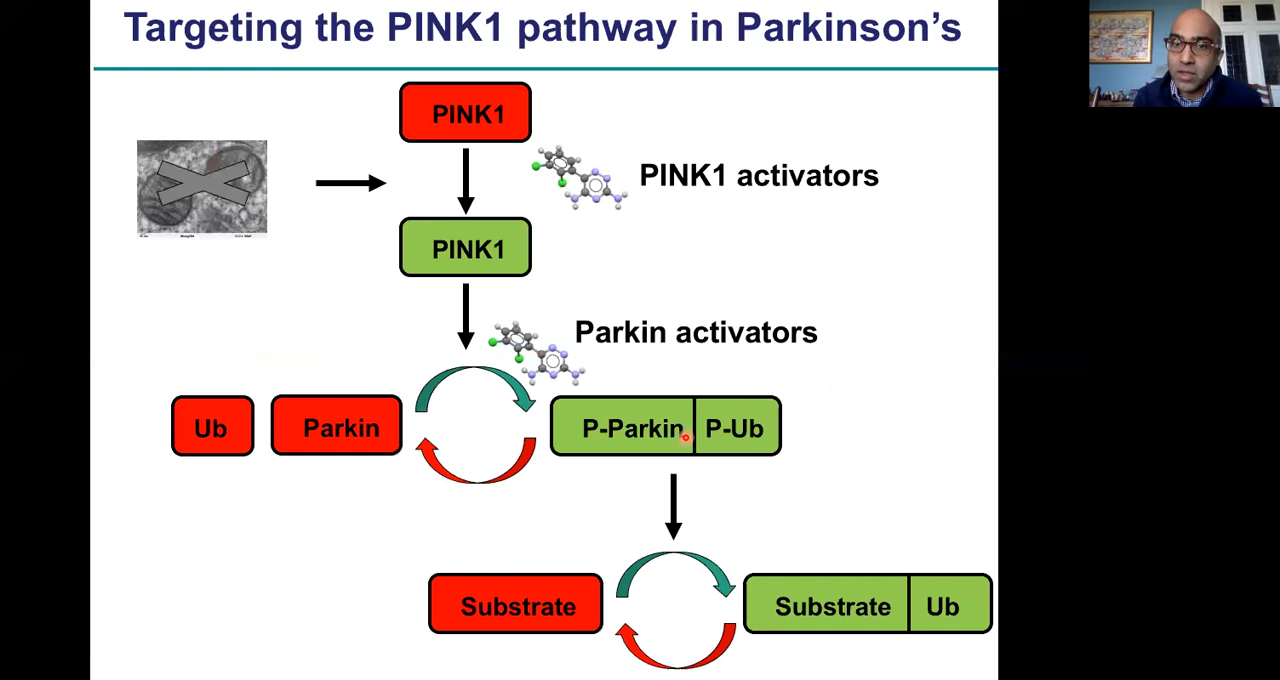 Targeting the PINK1 pathway in Parkinson's
PINK1
PINK1 activators
PINK1
Parkin activators
Ub
Parkin
P-Parkin
P-Ub
Substrate
Substrate
Ub